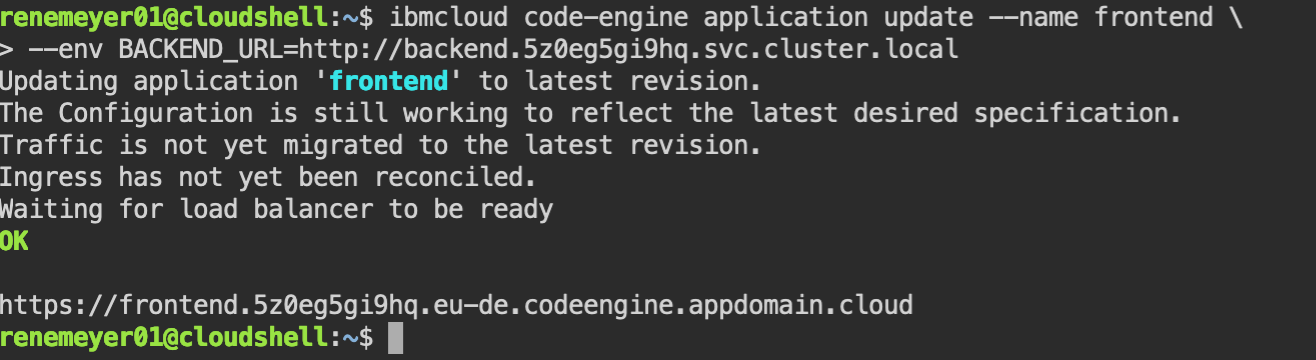 renemeyer01@cloudshell:~$ ibmcloud code-engine application update --name frontend \
> --env BACKEND_URL=http://backend.5z0eg5gi9hq.svc.cluster.local
Updating application 'frontend' to latest revision.
The Configuration is still working to reflect the latest desired specification.
Traffic is not yet migrated to the latest revision.
Ingress has not yet been reconciled.
Waiting for load balancer to be ready
OK
https://frontend.5z0eg5gi9hq.eu-de.codeengine.appdomain.cloud
renemeyer01@cloudshell:~$